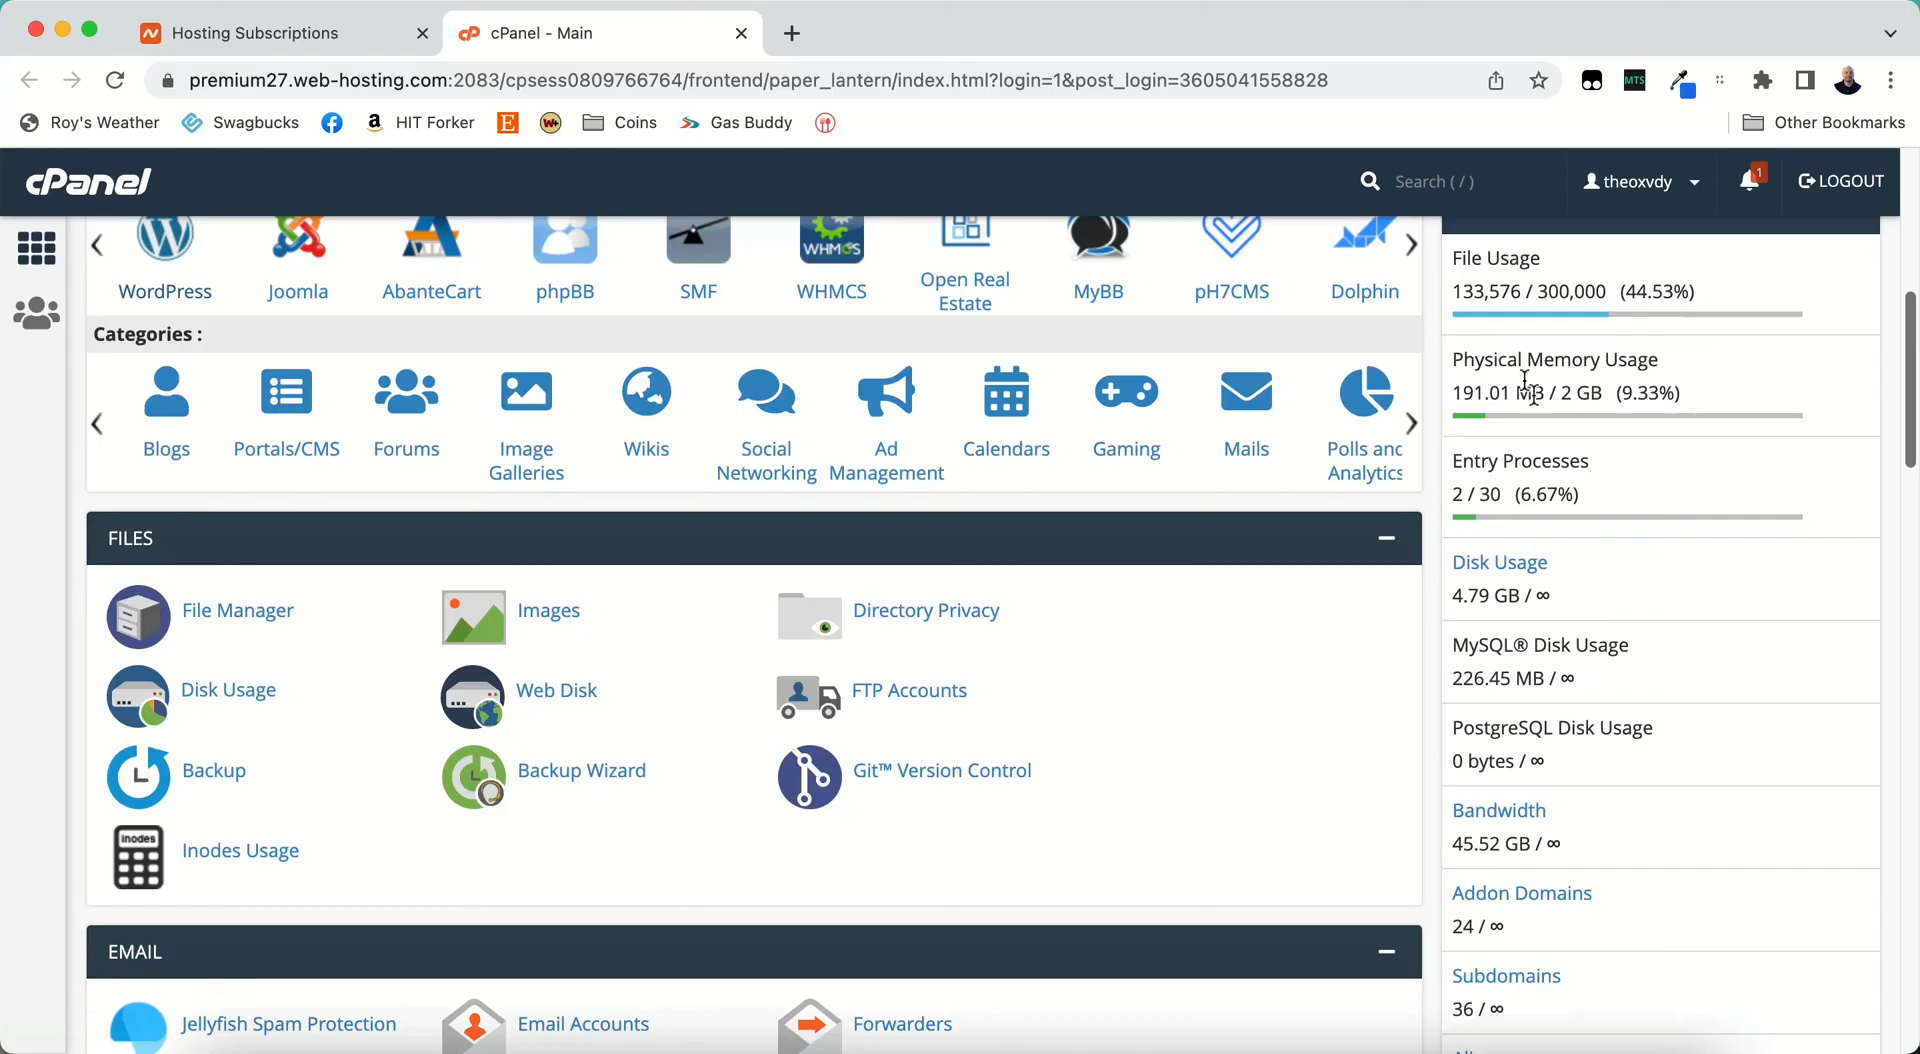 Hosting Subscriptions
cPanel - Main
premium27.web-hosting.com:2083/cpsess0809766764/frontend/paper_lantern/index.html?login=1&post_login=3605041558828
MTS
Roy's Weather
Swagbucks
a
HIT Forker
E
W+
Coins
Gas Buddy
Other Bookmarks
cPanel
Search ( / )
theoxvdy
1
LOGOUT
WordPress
Joomla
AbanteCart
phpBB
SMF
WHMCS
WHMCS
Open Real
Estate
MyBB
pH7CMS
Dolphin
Categories :
Blogs
Portals/CMS
Forums
Image
Galleries
Wikis
Social
Networking
Ad
Management
Calendars
Gaming
Mails
Polls and
Analytics
FILES
File Manager
Images
Directory Privacy
Disk Usage
Web Disk
FTP Accounts
Backup
Backup Wizard
Git™ Version Control
inodes
Inodes Usage
EMAIL
Jellyfish Spam Protection
Email Accounts
Forwarders
File Usage
133,576 / 300,000 (44.53%)
Physical Memory Usage
191.01 MB / 2 GB (9.33%)
Entry Processes
2 / 30 (6.67%)
Disk Usage
4.79 GB / ∞
MySQL® Disk Usage
226.45 MB / ∞
PostgreSQL Disk Usage
0 bytes / ∞
Bandwidth
45.52 GB / ∞
Addon Domains
24 / ∞
Subdomains
36 / ∞